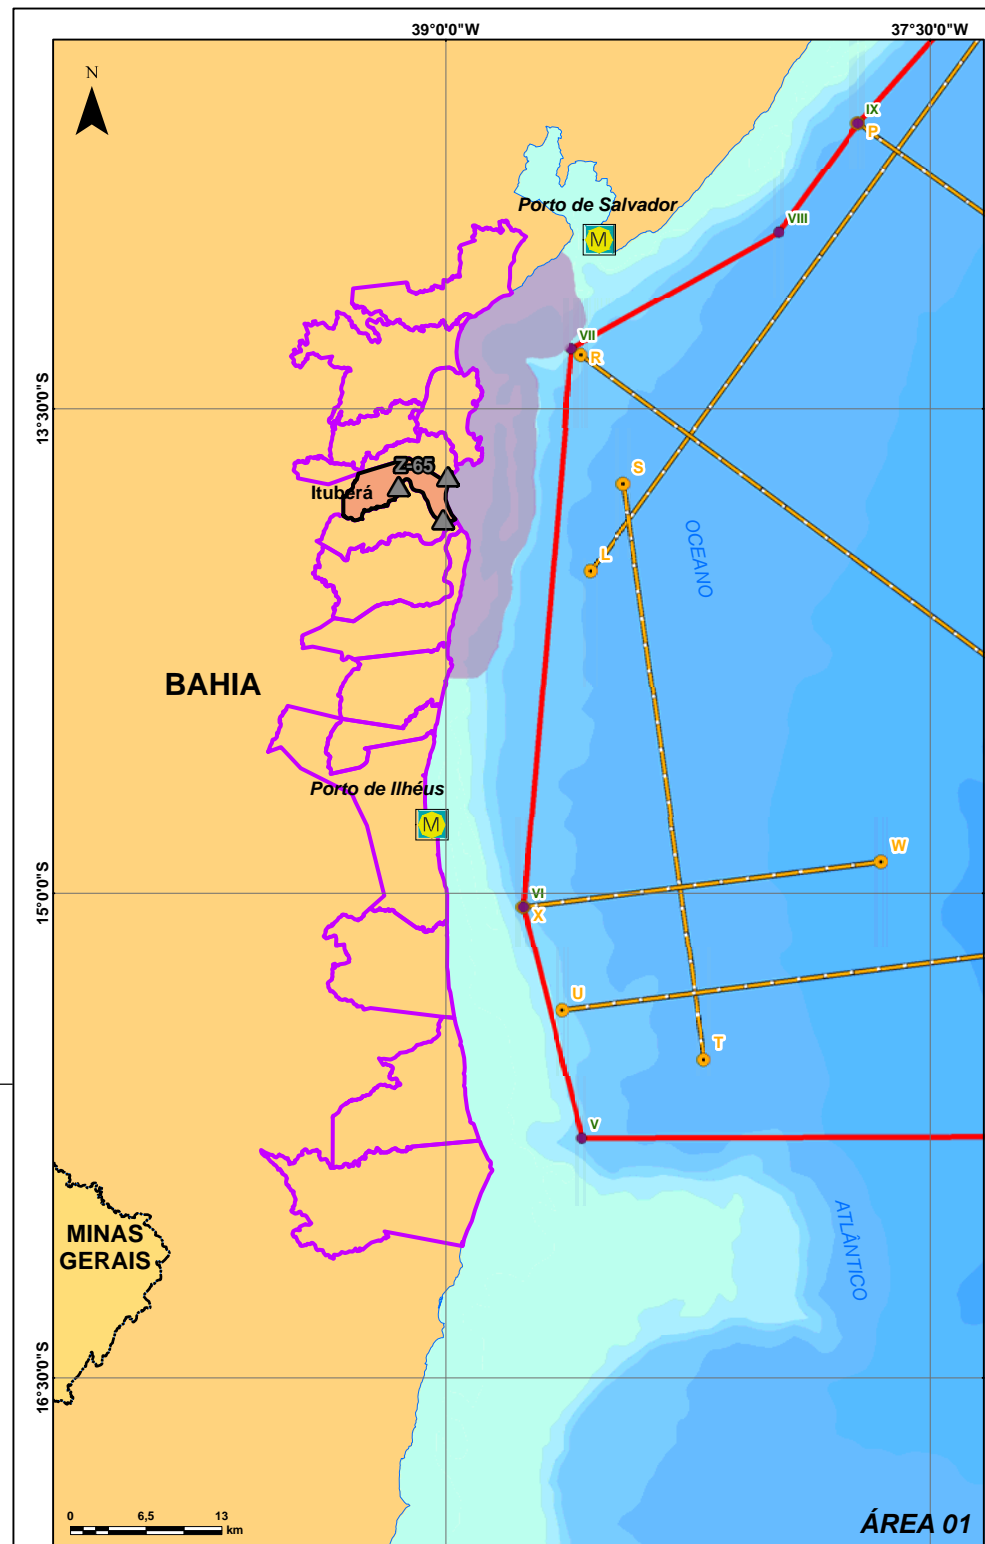 39°0'0"W
37°30'0"W
N
IX
P
Porto de Salvador
M
VIII
VII
R
13°30'0"S
Z-65
Ituberá
S
L
OCEANO
BAHIA
Porto de Ilhéus
M
W
15°0'0"S
VI
X
U
T
V
MINAS
GERAIS
ATLÂNTICO
16°30'0"S
0
6,5
13
km
ÁREA 01